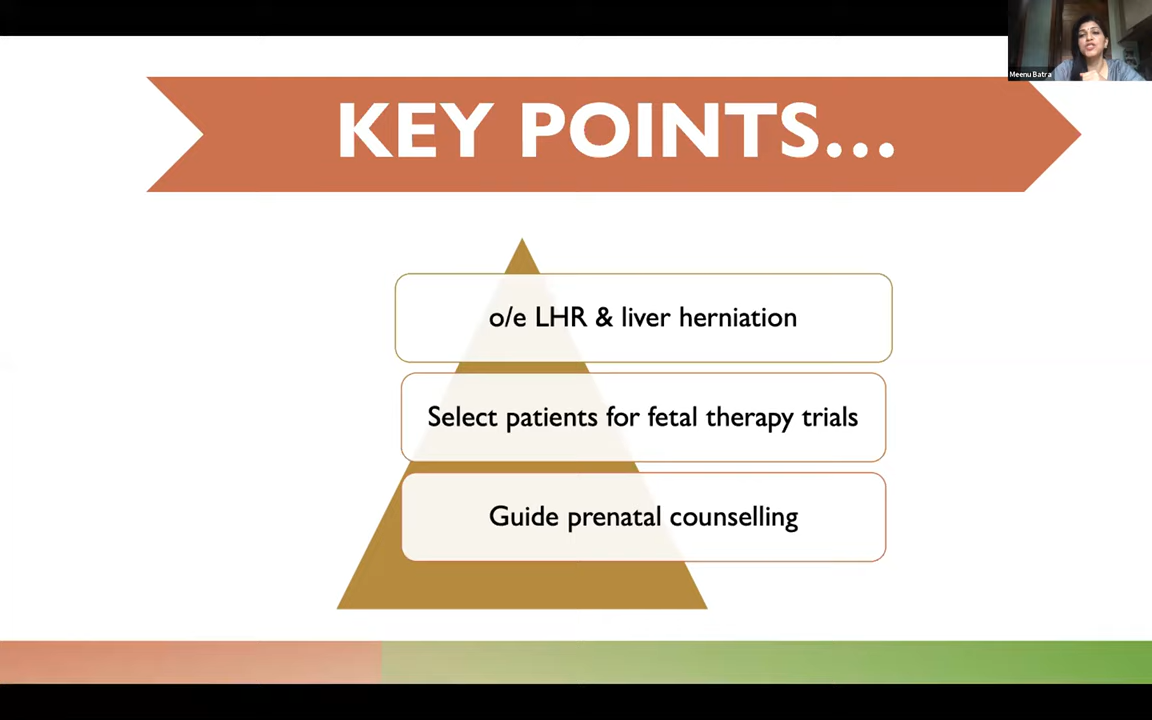 Meenu Batra
KEY POINTS...
o/e LHR & liver herniation
Select patients for fetal therapy trials
Guide prenatal counselling